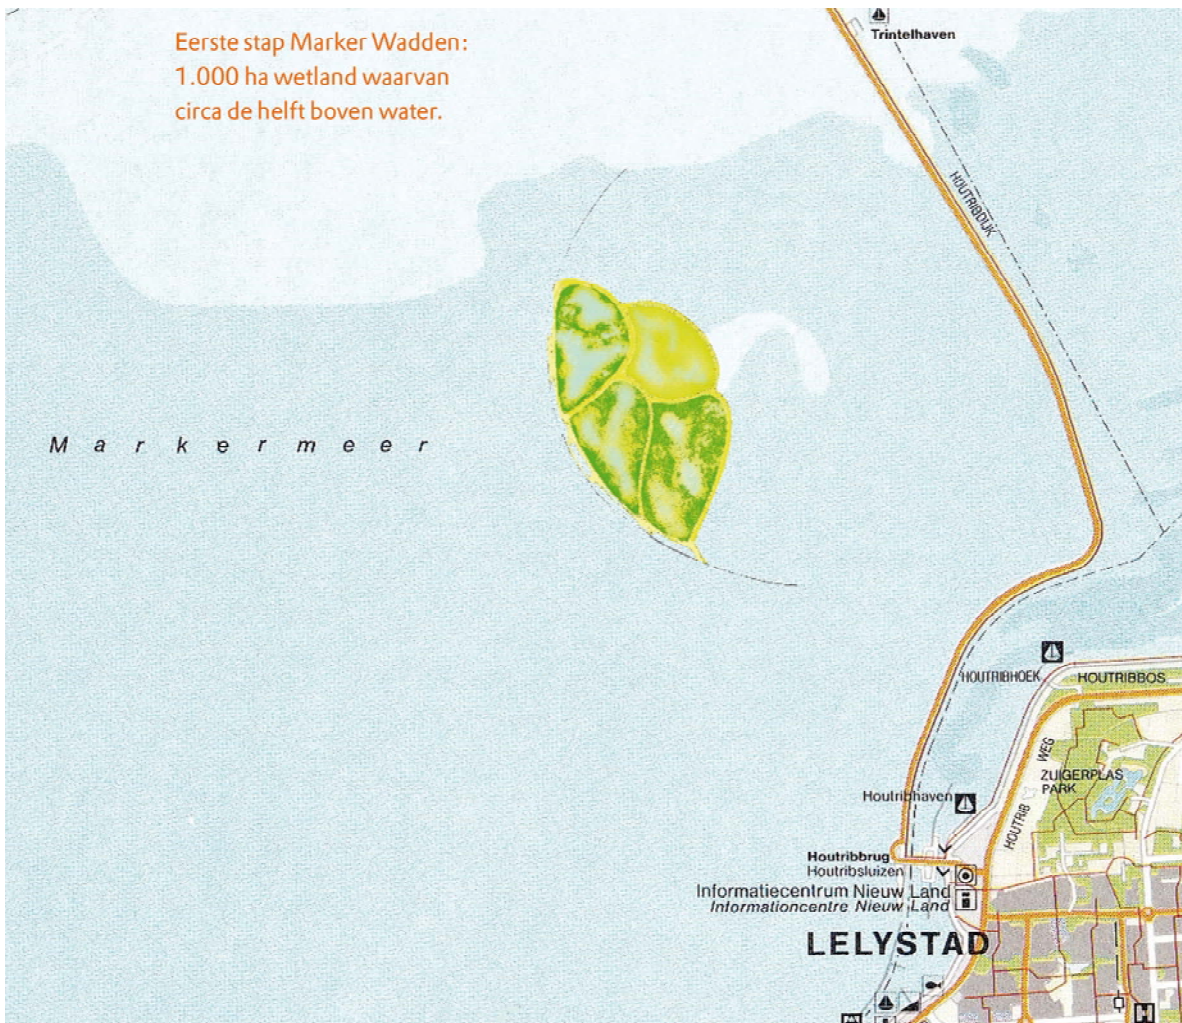 Eerste stap Marker Wadden:
1.000 ha wetland waarvan
circa de helft boven water.
Trintelhaven
HOUTRIBDIJK
Markermeer
HOUTRIBHOEK
HOUTRIBBOS
WEG
ZUIGERPLAS
PARK
HOUTRIB
Houtribhaven
Houtribbrug
Houtribsluizen
Informatiecentrum Nieuw Land
Informationcentre Nieuw Land
LELYSTAD
H